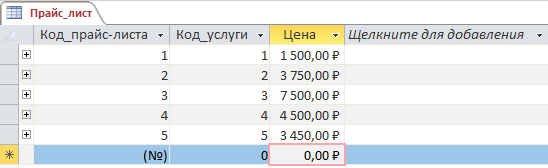 Прайс_лист
Код_прайс-листа Код_услуги Цена Щелкните для добавления
1 1 1 500,00 ₽
2 2 3 750,00 ₽
3 3 7 500,00 ₽
4 4 4 500,00 ₽
5 5 3 450,00 ₽
(№) 0 0,00 ₽